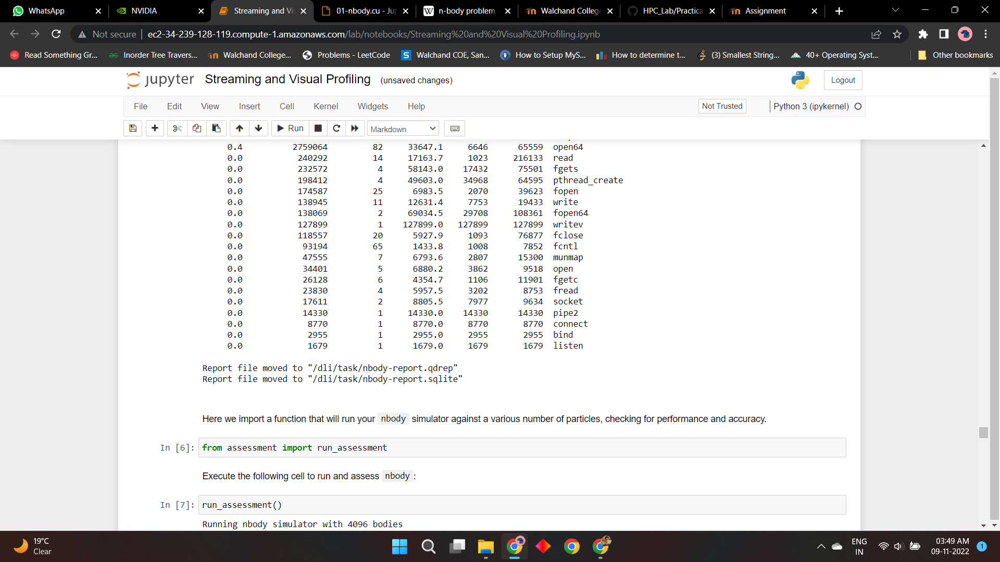 WhatsApp
NVIDIA
Streaming and Vi
01-nbody.cu - Ju
n-body problem
Walchand College
HPC_Lab/Practica
Assignment
Not secure ec2-34-239-128-119.compute-1.amazonaws.com/lab/notebooks/Streaming%20and%20Visual%20Profiling.ipynb
Read Something Gr...
Inorder Tree Travers...
Walchand College...
Problems - LeetCode
Walchand COE, San...
How to Setup MyS...
How to determine t...
(3) Smallest String...
40+ Operating Syst...
Other bookmarks
jupyter Streaming and Visual Profiling (unsaved changes)
Logout
File Edit View Insert Cell Kernel Widgets Help
Not Trusted
Python 3 (ipykernel)
Run
Markdown
0.4 2759064 82 33647.1 6646 65559 open64
0.0 240292 14 17163.7 1023 216133 read
0.0 232572 4 58143.0 17432 75501 fgets
0.0 198412 4 49603.0 34968 64595 pthread_create
0.0 174587 25 6983.5 2070 39623 fopen
0.0 138945 11 12631.4 7753 19433 write
0.0 138069 2 69034.5 29708 108361 fopen64
0.0 127899 1 127899.0 127899 127899 writev
0.0 118557 20 5927.9 1093 76877 fclose
0.0 93194 65 1433.8 1008 7852 fcntl
0.0 47555 7 6793.6 2807 15300 munmap
0.0 34401 5 6880.2 3862 9518 open
0.0 26128 6 4354.7 1106 11901 fgetc
0.0 23830 4 5957.5 3202 8753 fread
0.0 17611 2 8805.5 7977 9634 socket
0.0 14330 1 14330.0 14330 14330 pipe2
0.0 8770 1 8770.0 8770 8770 connect
0.0 2955 1 2955.0 2955 2955 bind
0.0 1679 1 1679.0 1679 1679 listen
Report file moved to "/dli/task/nbody-report.qdrep"
Report file moved to "/dli/task/nbody-report.sqlite"
Here we import a function that will run your nbody simulator against a various number of particles, checking for performance and accuracy.
In [6]: from assessment import run_assessment
Execute the following cell to run and assess nbody :
In [7]: run_assessment()
Running nbody simulator with 4096 bodies
19°C
Clear
ENG
IN
03:49 AM
09-11-2022
1